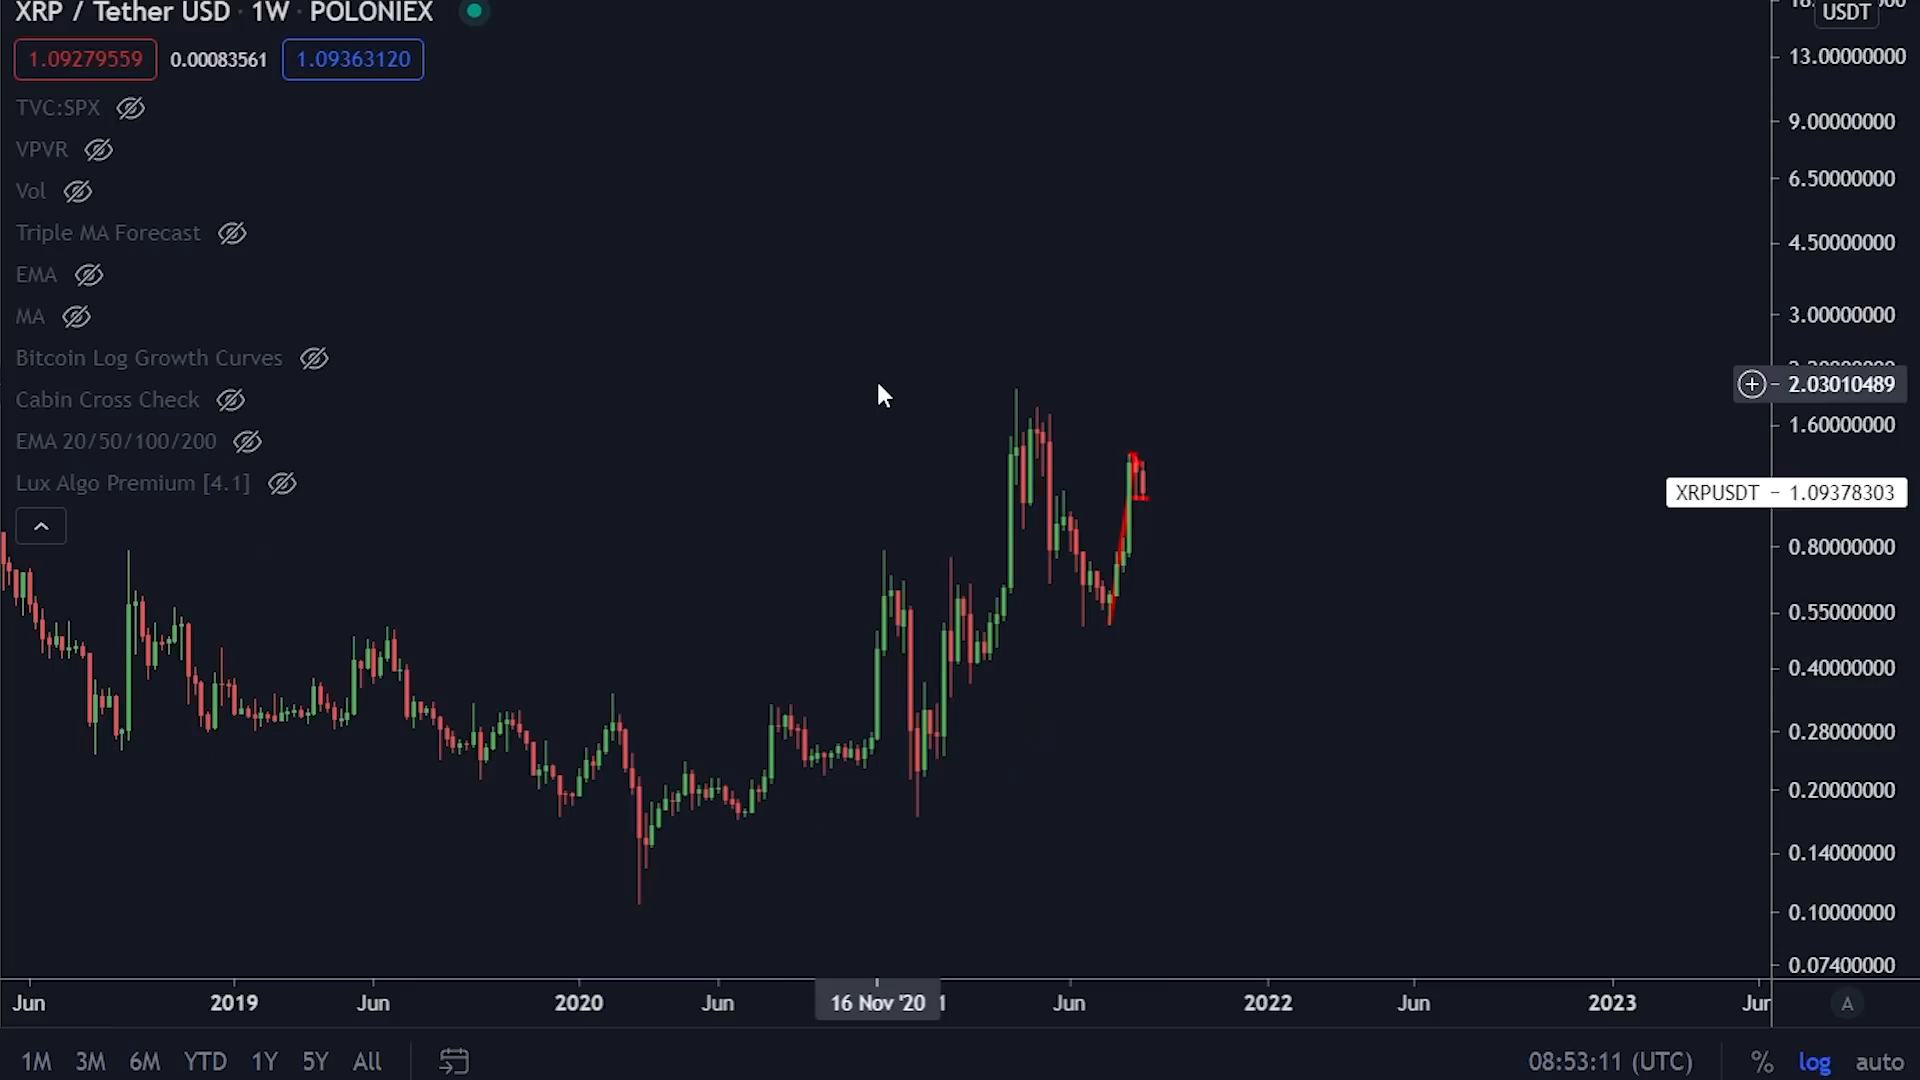 XRP / Tether USD · 1W · POLONIEX
1.09279559 0.00083561 1.09363120
TVC:SPX
VPVR
Vol
Triple MA Forecast
EMA
MA
Bitcoin Log Growth Curves
Cabin Cross Check
EMA 20/50/100/200
Lux Algo Premium [4.1]
USDT
13.00000000
9.00000000
6.50000000
4.50000000
3.00000000
2.03010489
1.60000000
XRPUSDT - 1.09378303
0.80000000
0.55000000
0.40000000
0.28000000
0.20000000
0.14000000
0.10000000
0.07400000
Jun 2019 Jun 2020 Jun 16 Nov '20 1 Jun 2022 Jun 2023 A
1M 3M 6M YTD 1Y 5Y All 08:53:11 (UTC) % log auto